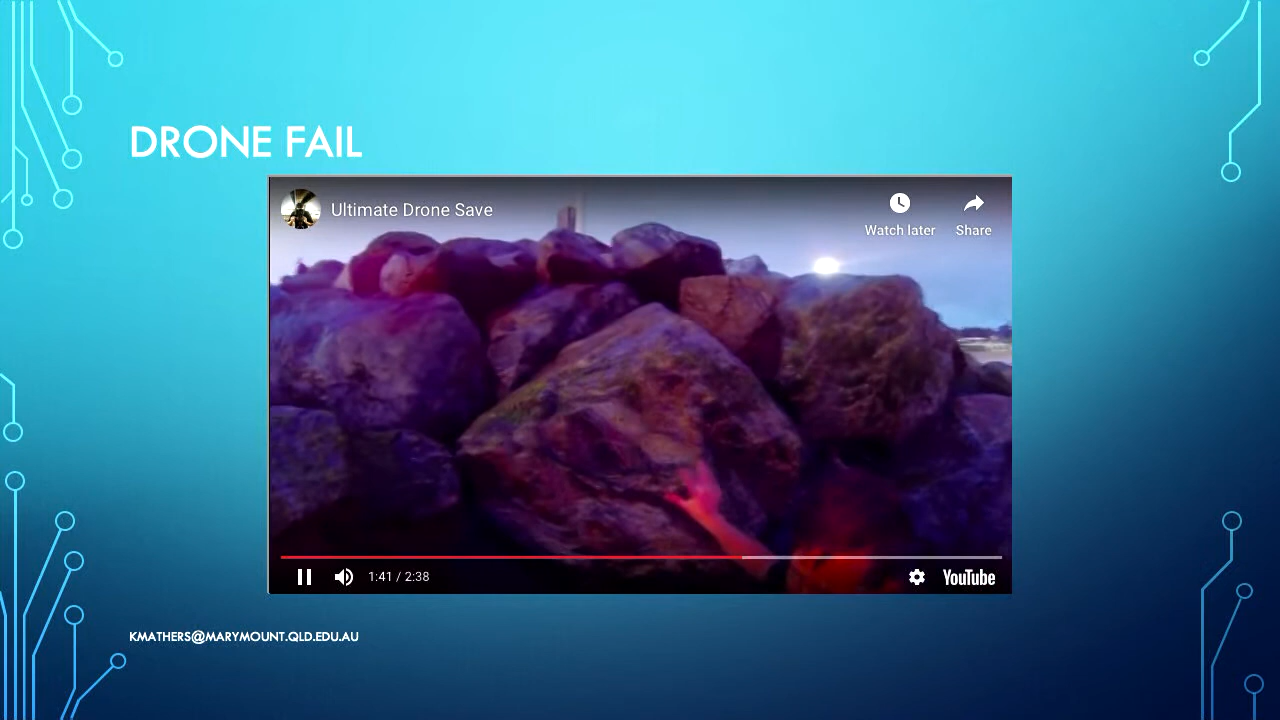 DRONE FAIL
Ultimate Drone Save
Watch later
Share
1:41 / 2:38
YouTube
KMATHERS@MARYMOUNT.QLD.EDU.AU